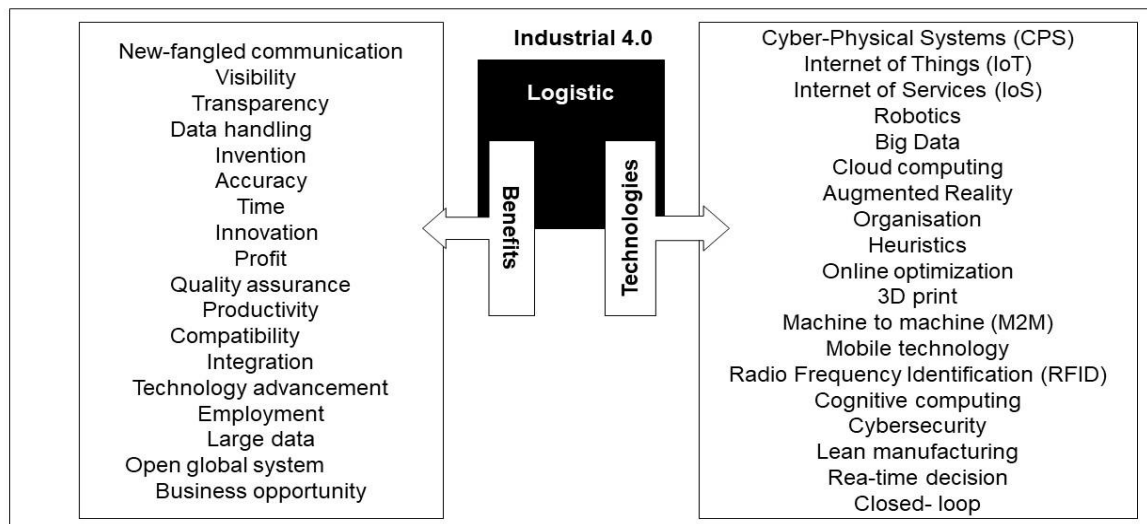 New-fangled communication
Visibility
Transparency
Data handling
Invention
Accuracy
Time
Innovation
Profit
Quality assurance
Productivity
Compatibility
Integration
Technology advancement
Employment
Large data
Open global system
Business opportunity
Industrial 4.0
Logistic
Benefits
Technologies
Cyber-Physical Systems (CPS)
Internet of Things (IoT)
Internet of Services (IoS)
Robotics
Big Data
Cloud computing
Augmented Reality
Organisation
Heuristics
Online optimization
3D print
Machine to machine (M2M)
Mobile technology
Radio Frequency Identification (RFID)
Cognitive computing
Cybersecurity
Lean manufacturing
Rea-time decision
Closed- loop